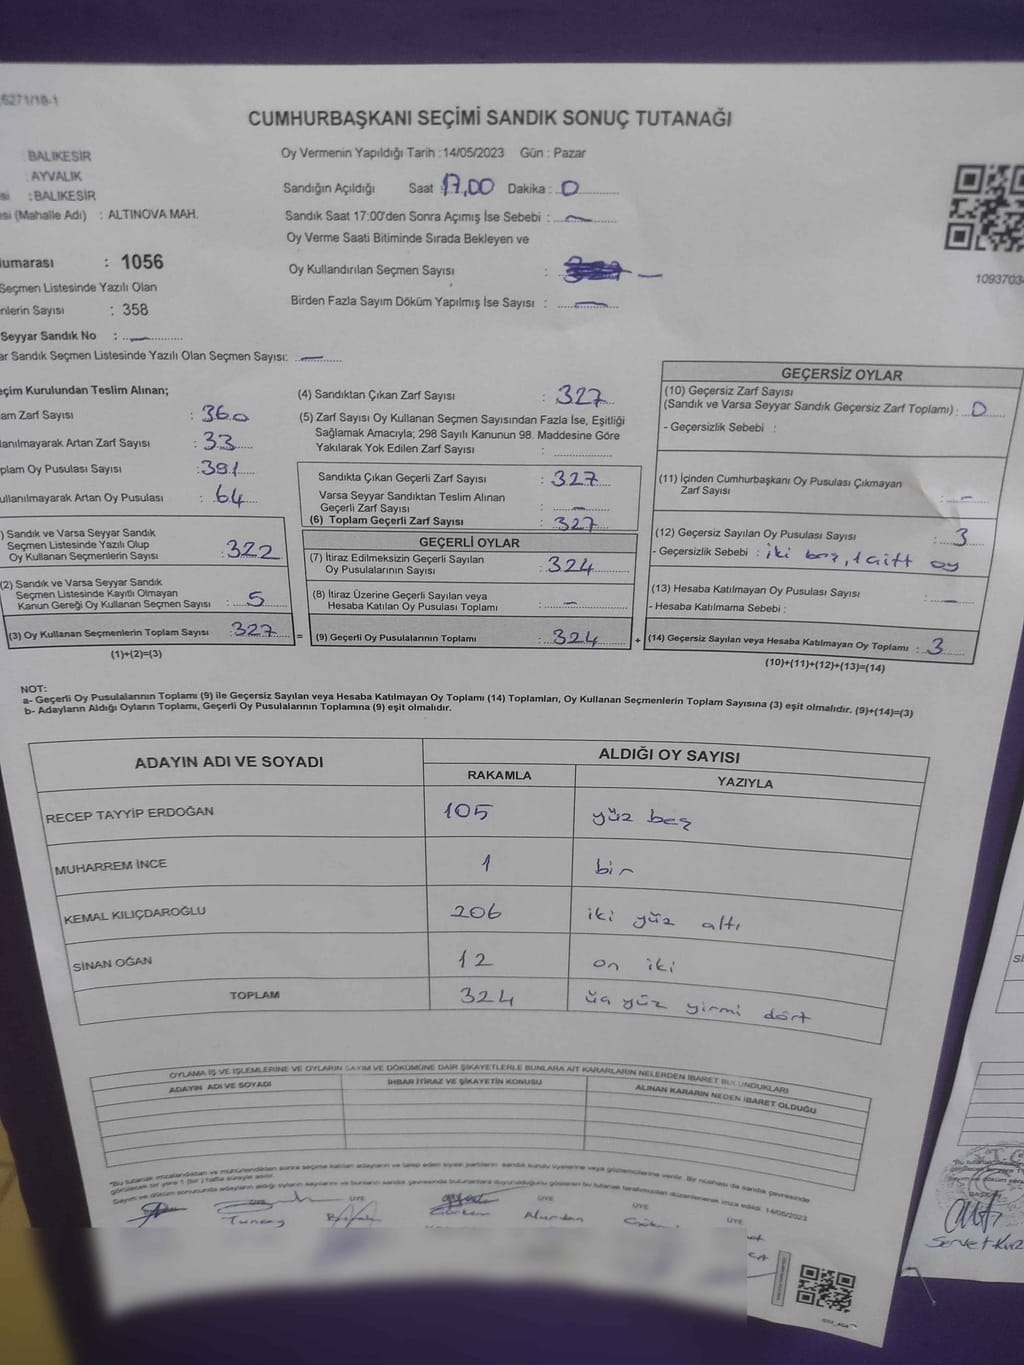 6271/18-1
CUMHURBAŞKANI SEÇİMİ SANDIK SONUÇ TUTANAĞI
: BALIKESİR
: AYVALIK
: BALIKESİR
esi (Mahalle Adı) : ALTINOVA MAH.
umarası : 1056
Seçmen Listesinde Yazılı Olan
nlerin Sayısı : 358
Seyyar Sandık No :
ar Sandık Seçmen Listesinde Yazılı Olan Seçmen Sayısı:
Oy Vermenin Yapıldığı Tarih :14/05/2023 Gün : Pazar
Sandığın Açıldığı Saat : 17,00 Dakika : 0
Sandık Saat 17:00'den Sonra Açımış İse Sebebi :
Oy Verme Saati Bitiminde Sırada Bekleyen ve
Oy Kullandırılan Seçmen Sayısı : —
Birden Fazla Sayım Döküm Yapılmış İse Sayısı : —
1093703
eçim Kurulundan Teslim Alınan;
am Zarf Sayısı : 360
lanılmayarak Artan Zarf Sayısı : 33
plam Oy Pusulası Sayısı : 391
ullanılmayarak Artan Oy Pusulası : 64
) Sandık ve Varsa Seyyar Sandık
Seçmen Listesinde Yazılı Olup
Oy Kullanan Seçmenlerin Sayısı : 322
(2) Sandık ve Varsa Seyyar Sandık
Seçmen Listesinde Kayıtlı Olmayan
Kanun Gereği Oy Kullanan Seçmen Sayısı : 5
(3) Oy Kullanan Seçmenlerin Toplam Sayısı : 327
(1)+(2)=(3)
(4) Sandıktan Çıkan Zarf Sayısı : 327
(5) Zarf Sayısı Oy Kullanan Seçmen Sayısından Fazla İse, Eşitliği
Sağlamak Amacıyla; 298 Sayılı Kanunun 98. Maddesine Göre
Yakılarak Yok Edilen Zarf Sayısı :
Sandıkta Çıkan Geçerli Zarf Sayısı : 327
Varsa Seyyar Sandıktan Teslim Alınan
Geçerli Zarf Sayısı : —
(6) Toplam Geçerli Zarf Sayısı : 327
GEÇERLİ OYLAR
(7) İtiraz Edilmeksizin Geçerli Sayılan
Oy Pusulalarının Sayısı : 324
(8) İtiraz Üzerine Geçerli Sayılan veya
Hesaba Katılan Oy Pusulası Toplamı : —
= (9) Geçerli Oy Pusulalarının Toplamı : 324 +
GEÇERSİZ OYLAR
(10) Geçersiz Zarf Sayısı
(Sandık ve Varsa Seyyar Sandık Geçersiz Zarf Toplamı) : 0
- Geçersizlik Sebebi :
(11) İçinden Cumhurbaşkanı Oy Pusulası Çıkmayan
Zarf Sayısı : —
(12) Geçersiz Sayılan Oy Pusulası Sayısı : 3
- Geçersizlik Sebebi : iki boş, 1 çift oy
(13) Hesaba Katılmayan Oy Pusulası Sayısı : —
- Hesaba Katılmama Sebebi :
(14) Geçersiz Sayılan veya Hesaba Katılmayan Oy Toplamı : 3
(10)+(11)+(12)+(13)=(14)
NOT:
a- Geçerli Oy Pusulalarının Toplamı (9) ile Geçersiz Sayılan veya Hesaba Katılmayan Oy Toplamı (14) Toplamları, Oy Kullanan Seçmenlerin Toplam Sayısına (3) eşit olmalıdır. (9)+(14)=(3)
b- Adayların Aldığı Oyların Toplamı, Geçerli Oy Pusulalarının Toplamına (9) eşit olmalıdır.
ADAYIN ADI VE SOYADI ALDIĞI OY SAYISI
RAKAMLA YAZIYLA
RECEP TAYYİP ERDOĞAN 105 yüz beş
MUHARREM İNCE 1 bir
KEMAL KILIÇDAROĞLU 206 iki yüz altı
SİNAN OĞAN 12 on iki
TOPLAM 324 üç yüz yirmi dört
OYLAMA İŞ VE İŞLEMLERİNE VE OYLARIN SAYIM VE DÖKÜMÜNE DAİR ŞİKAYETLERLE BUNLARA AİT KARARLARIN NELERDEN İBARET BULUNDUKLARI
ADAYIN ADI VE SOYADI İHBAR İTİRAZ VE ŞİKAYETİN KONUSU ALINAN KARARIN NEDEN İBARET OLDUĞU
14/05/2023
ÜYE ÜYE ÜYE ÜYE ÜYE
Tuncay Nurdan
BAŞKAN
Servet